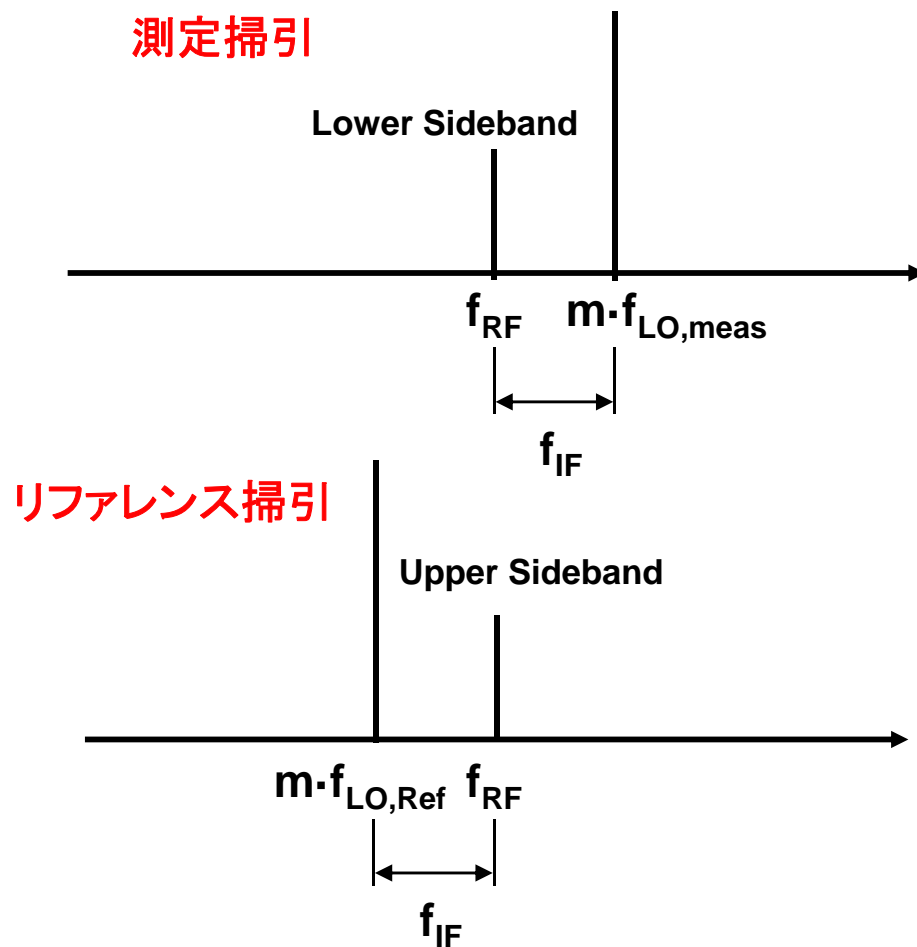 測定掃引
Lower Sideband
fRF m·fLO,meas
fIF
リファレンス掃引
Upper Sideband
m·fLO,Ref fRF
fIF